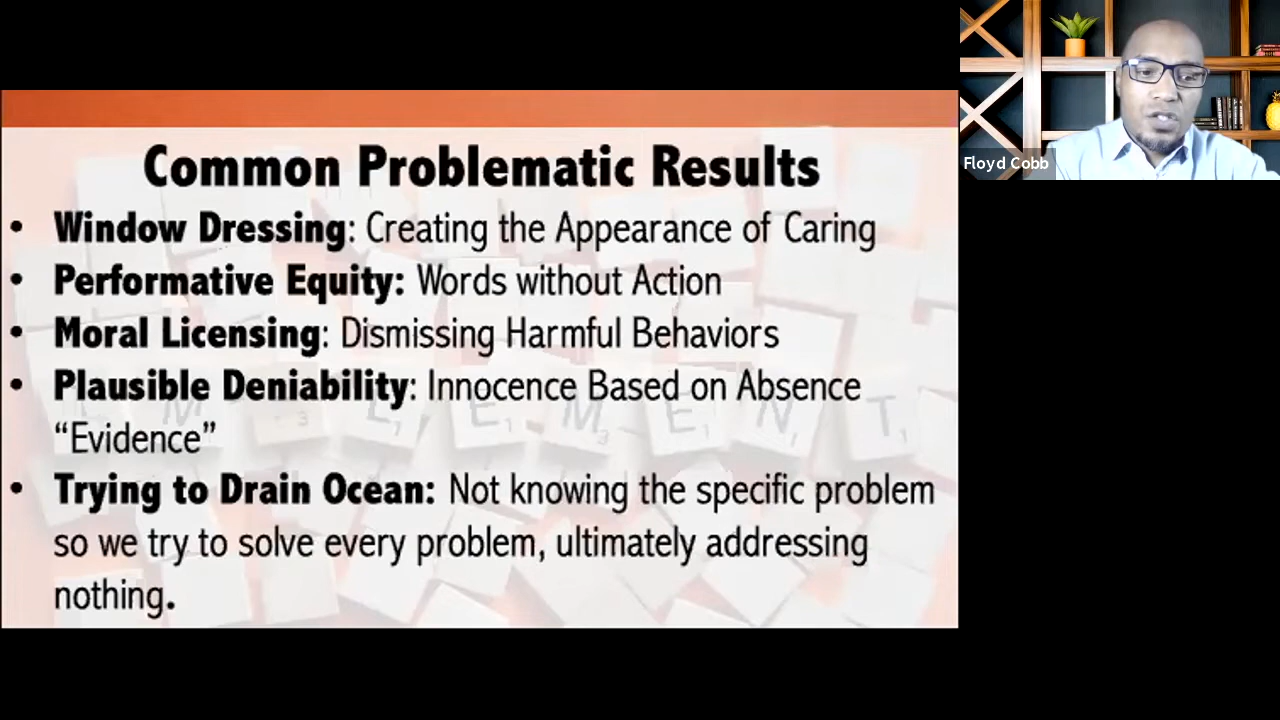 Common Problematic Results
• Window Dressing: Creating the Appearance of Caring
• Performative Equity: Words without Action
• Moral Licensing: Dismissing Harmful Behaviors
• Plausible Deniability: Innocence Based on Absence
“Evidence”
• Trying to Drain Ocean: Not knowing the specific problem
so we try to solve every problem, ultimately addressing
nothing.
L E M E N T
Floyd Cobb